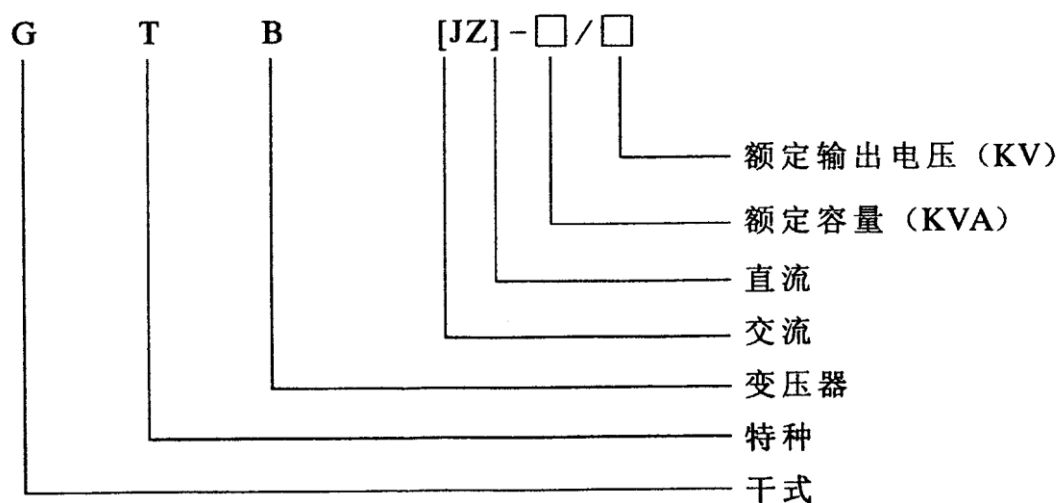 G T B [JZ]-□/□
额定输出电压（KV）
额定容量（KVA）
直流
交流
变压器
特种
干式